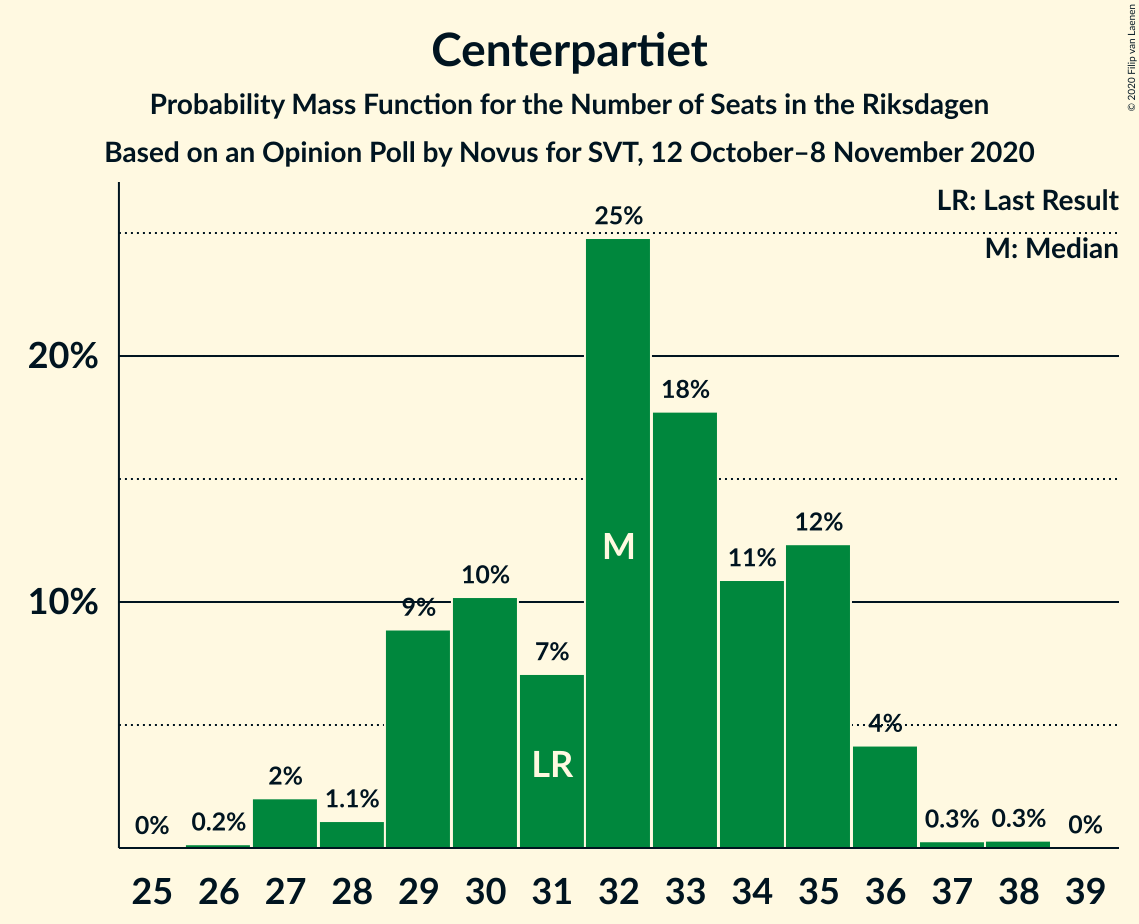 Centerpartiet
Probability Mass Function for the Number of Seats in the Riksdagen
Based on an Opinion Poll by Novus for SVT, 12 October–8 November 2020
© 2020 Filip van Laenen
LR: Last Result
M: Median
20%
10%
0%
0.2%
2%
1.1%
9%
10%
7%
25%
18%
11%
12%
4%
0.3%
0.3%
0%
M
LR
25 26 27 28 29 30 31 32 33 34 35 36 37 38 39